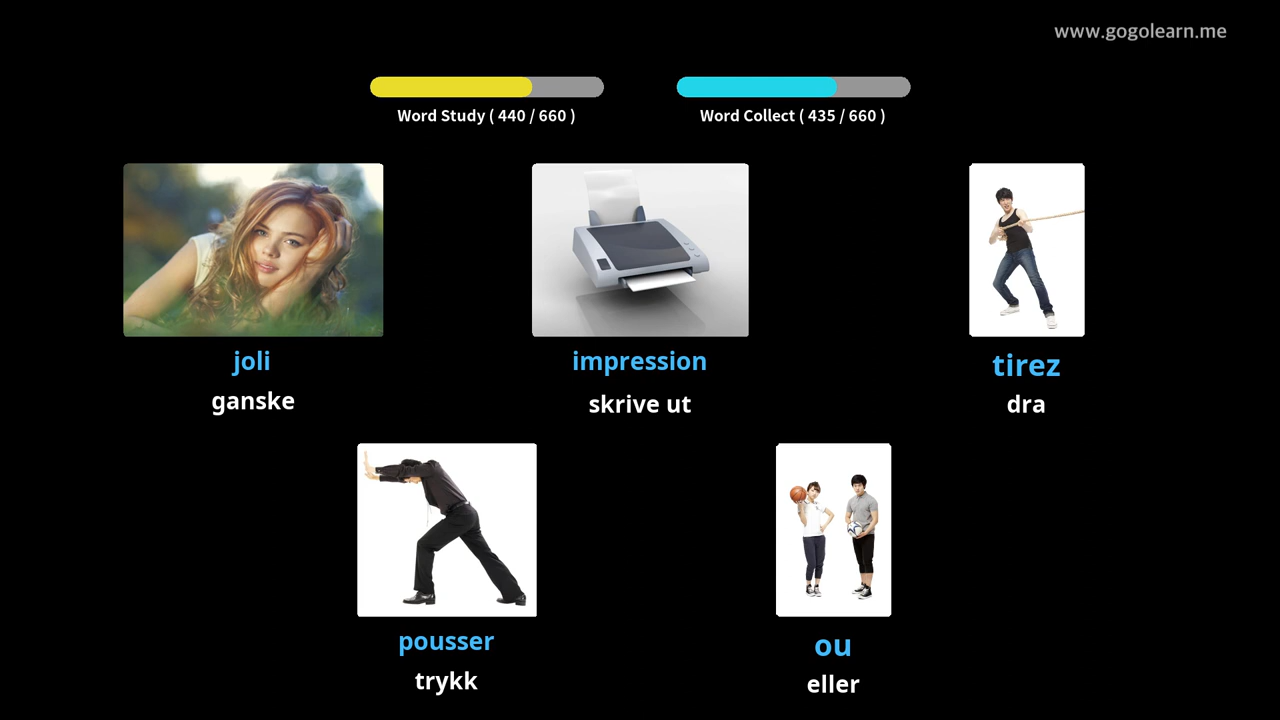 www.gogolearn.me
Word Study ( 440 / 660 )
Word Collect ( 435 / 660 )
joli
ganske
impression
skrive ut
tirez
dra
pousser
trykk
ou
eller